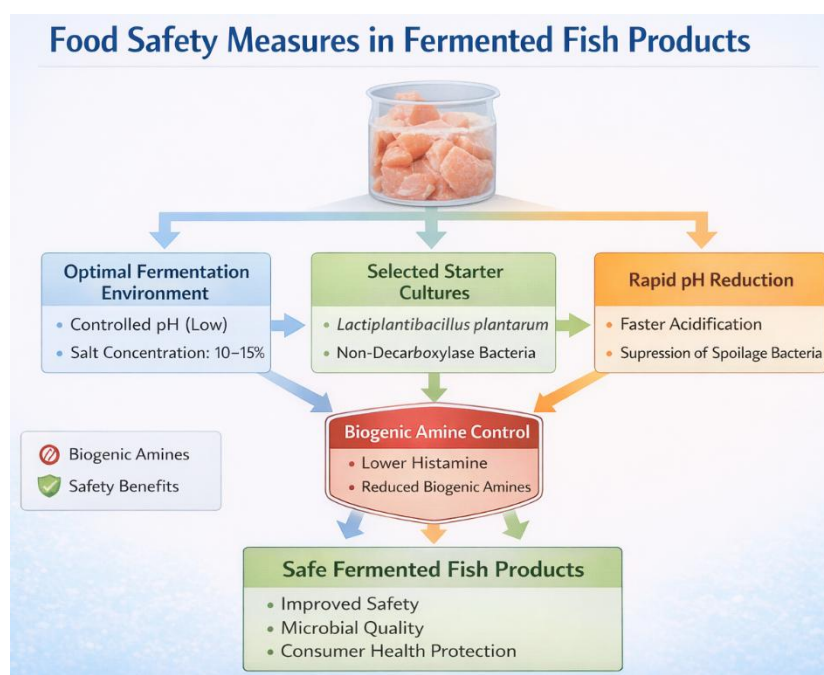 Food Safety Measures in Fermented Fish Products
Optimal Fermentation
Environment
• Controlled pH (Low)
• Salt Concentration: 10–15%
Selected Starter
Cultures
• Lactiplantibacillus plantarum
• Non-Decarboxylase Bacteria
Rapid pH Reduction
• Faster Acidification
• Supression of Spoilage Bacteria
Biogenic Amine Control
• Lower Histamine
• Reduced Biogenic Amines
Biogenic Amines
Safety Benefits
Safe Fermented Fish Products
• Improved Safety
• Microbial Quality
• Consumer Health Protection